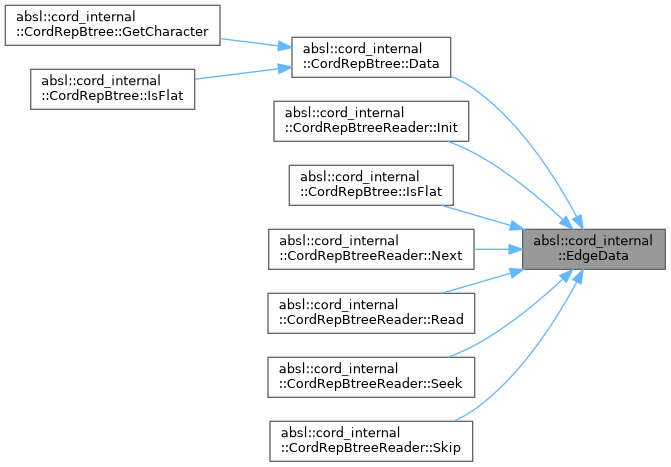 absl::cord_internal
::CordRepBtree::GetCharacter
absl::cord_internal
::CordRepBtree::Data
absl::cord_internal
::CordRepBtree::IsFlat
absl::cord_internal
::CordRepBtreeReader::Init
absl::cord_internal
::CordRepBtree::IsFlat
absl::cord_internal
::EdgeData
absl::cord_internal
::CordRepBtreeReader::Next
absl::cord_internal
::CordRepBtreeReader::Read
absl::cord_internal
::CordRepBtreeReader::Seek
absl::cord_internal
::CordRepBtreeReader::Skip